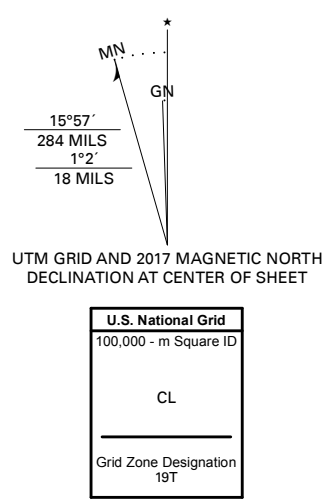 ★
MN
GN
15°57´
284 MILS
1°2´
18 MILS
UTM GRID AND 2017 MAGNETIC NORTH
DECLINATION AT CENTER OF SHEET
U.S. National Grid
100,000 - m Square ID
CL
Grid Zone Designation
19T